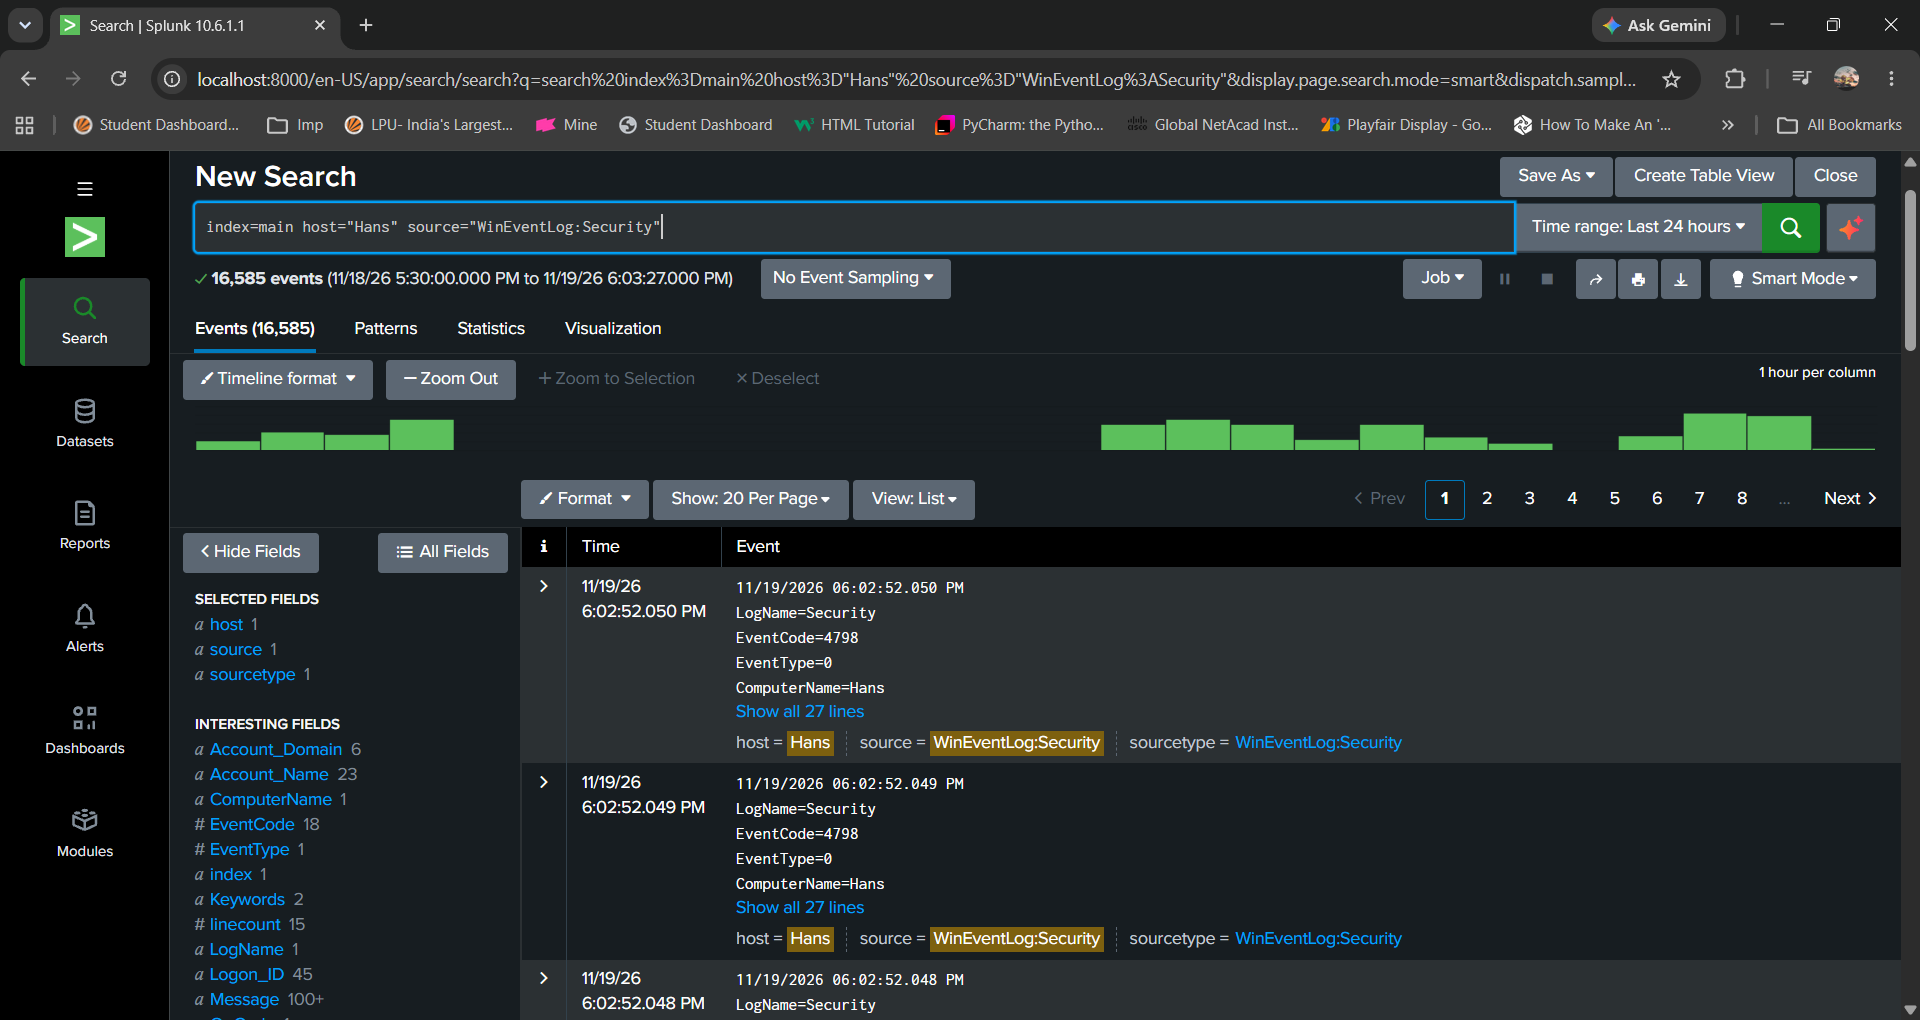 Search | Splunk 10.6.1.1
Ask Gemini
localhost:8000/en-US/app/search/search?q=search%20index%3Dmain%20host%3D"Hans"%20source%3D"WinEventLog%3ASecurity"&display.page.search.mode=smart&dispatch.sampl...
Student Dashboard...
Imp
LPU- India's Largest...
Mine
Student Dashboard
HTML Tutorial
PyCharm: the Pytho...
Global NetAcad Inst...
Playfair Display - Go...
How To Make An '...
All Bookmarks
New Search
Save As
Create Table View
Close
index=main host="Hans" source="WinEventLog:Security"
Time range: Last 24 hours
16,585 events (11/18/26 5:30:00.000 PM to 11/19/26 6:03:27.000 PM)
No Event Sampling
Job
Smart Mode
Search
Datasets
Reports
Alerts
Dashboards
Modules
Events (16,585)
Patterns
Statistics
Visualization
Timeline format
Zoom Out
+ Zoom to Selection
× Deselect
1 hour per column
Format
Show: 20 Per Page
View: List
< Prev
1
2
3
4
5
6
7
8
...
Next >
< Hide Fields
All Fields
SELECTED FIELDS
a host 1
a source 1
a sourcetype 1
INTERESTING FIELDS
a Account_Domain 6
a Account_Name 23
a ComputerName 1
# EventCode 18
# EventType 1
a index 1
a Keywords 2
# linecount 15
a LogName 1
a Logon_ID 45
a Message 100+
i
Time
Event
11/19/26
6:02:52.050 PM
11/19/2026 06:02:52.050 PM
LogName=Security
EventCode=4798
EventType=0
ComputerName=Hans
Show all 27 lines
host = Hans
source = WinEventLog:Security
sourcetype = WinEventLog:Security
11/19/26
6:02:52.049 PM
11/19/2026 06:02:52.049 PM
LogName=Security
EventCode=4798
EventType=0
ComputerName=Hans
Show all 27 lines
host = Hans
source = WinEventLog:Security
sourcetype = WinEventLog:Security
11/19/26
6:02:52.048 PM
11/19/2026 06:02:52.048 PM
LogName=Security